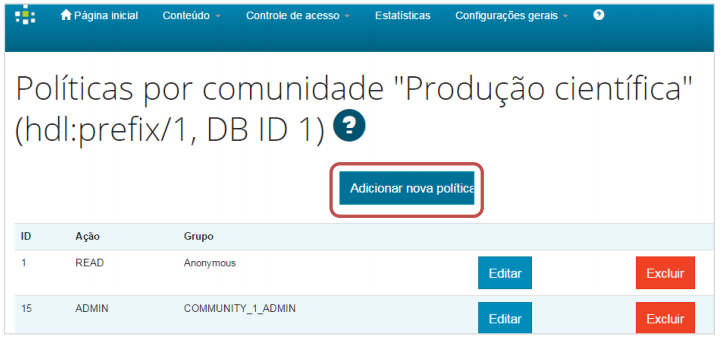 Página inicial Conteúdo Controle de acesso Estatísticas Configurações gerais ?
Políticas por comunidade "Produção científica"
(hdl:prefix/1, DB ID 1) ?
Adicionar nova política
ID Ação Grupo
1 READ Anonymous Editar Excluir
15 ADMIN COMMUNITY_1_ADMIN Editar Excluir